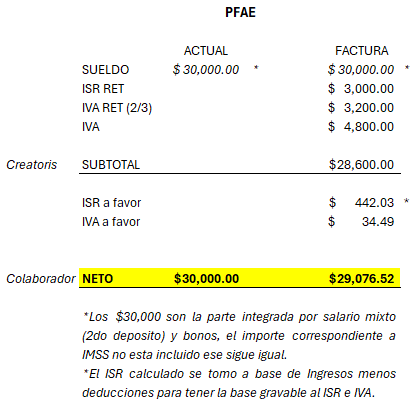 PFAE
ACTUAL FACTURA
SUELDO $ 30,000.00 * $ 30,000.00 *
ISR RET $ 3,000.00
IVA RET (2/3) $ 3,200.00
IVA $ 4,800.00
Creatoris SUBTOTAL $28,600.00
ISR a favor $ 442.03 *
IVA a favor $ 34.49
Colaborador NETO $30,000.00 $29,076.52
*Los $30,000 son la parte integrada por salario mixto
(2do deposito) y bonos, el importe correspondiente a
IMSS no esta incluido ese sigue igual.
*El ISR calculado se tomo a base de Ingresos menos
deducciones para tener la base gravable al ISR e IVA.